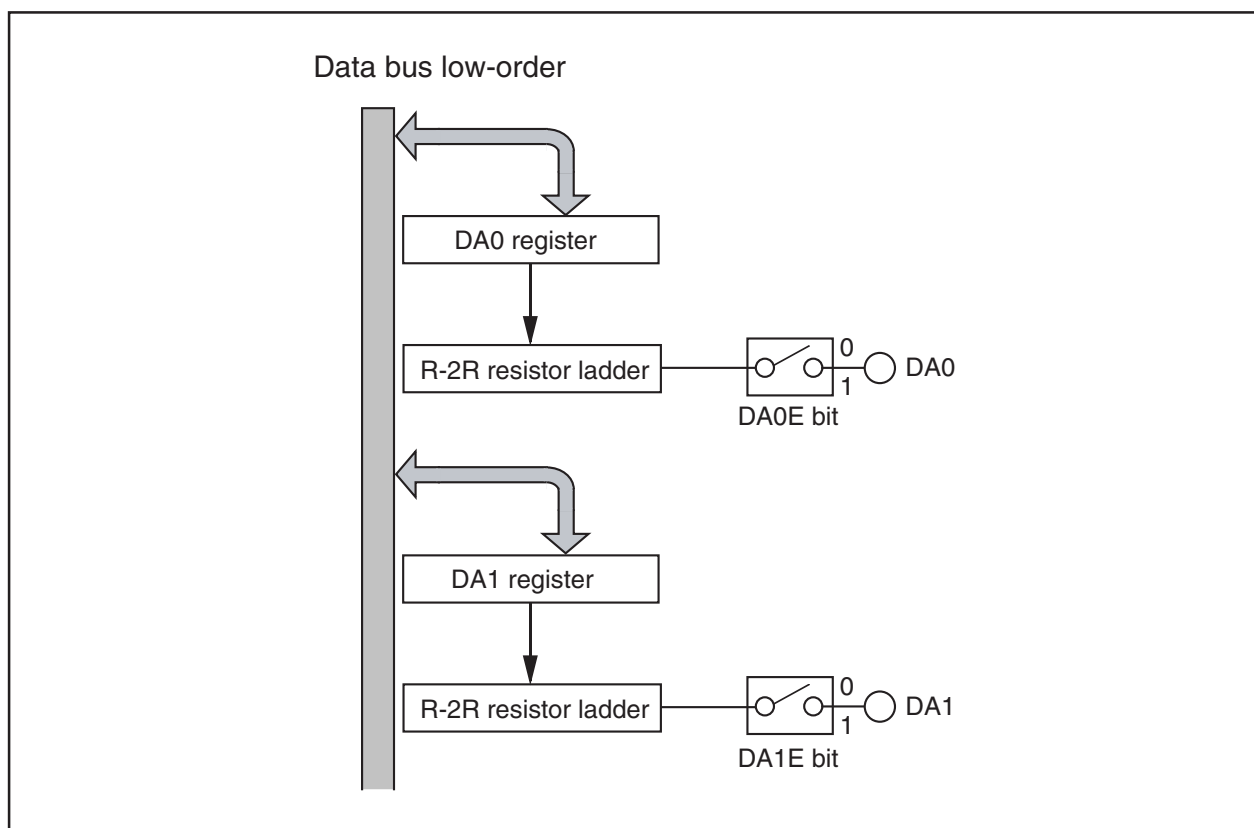 Data bus low-order
DA0 register
R-2R resistor ladder
0
1
DA0
DA0E bit
DA1 register
R-2R resistor ladder
0
1
DA1
DA1E bit